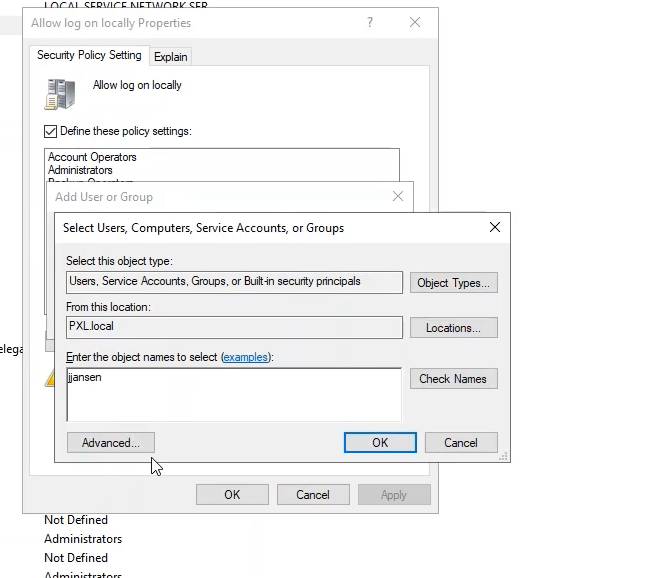 LOCAL SERVICE NETWORK SER
Allow log on locally Properties
?
Security Policy Setting
Explain
Allow log on locally
Define these policy settings:
Account Operators
Administrators
Backup Operators
Add User or Group
Select Users, Computers, Service Accounts, or Groups
Select this object type:
Users, Service Accounts, Groups, or Built-in security principals
Object Types...
From this location:
PXL.local
Locations...
elega
Enter the object names to select (examples):
jjansen
Check Names
Advanced...
OK
Cancel
OK
Cancel
Apply
Not Defined
Administrators
Not Defined
Administrators